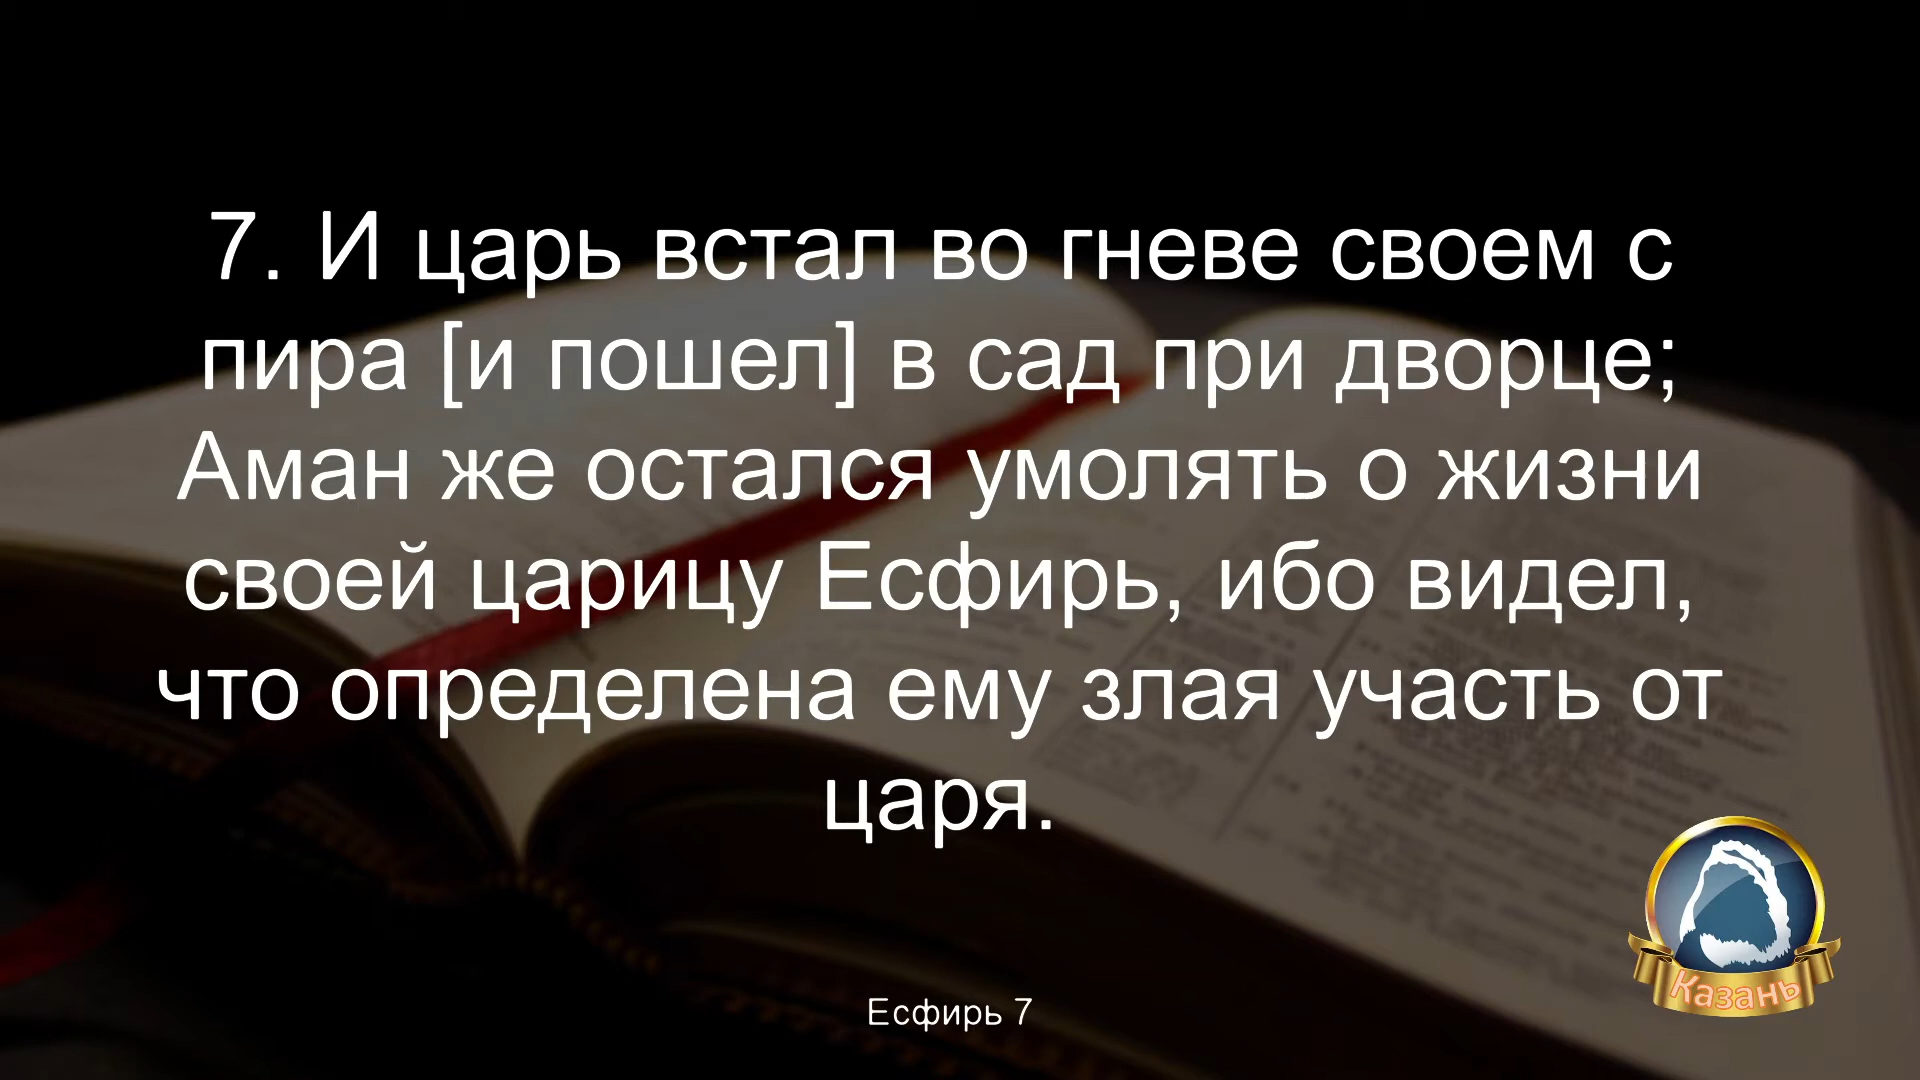 7. И царь встал во гневе своем с
пира [и пошел] в сад при дворце;
Аман же остался умолять о жизни
своей царицу Есфирь, ибо видел,
что определена ему злая участь от
царя.
Казань
Есфирь 7